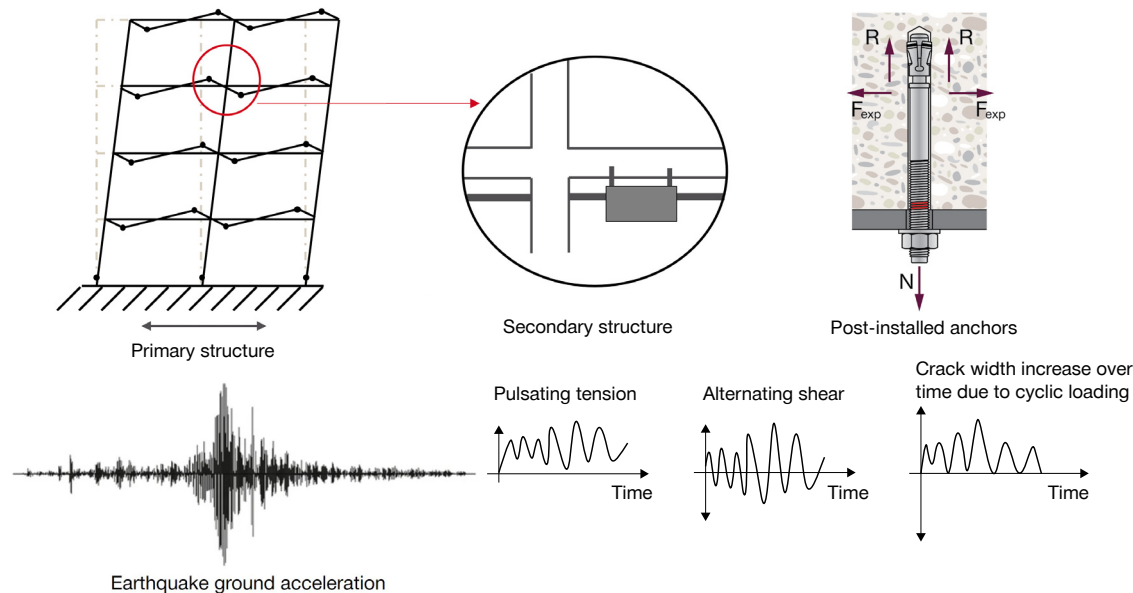 R
R
F exp
F exp
N
Primary structure
Secondary structure
Post-installed anchors
Earthquake ground acceleration
Pulsating tension
Time
Alternating shear
Time
Crack width increase over
time due to cyclic loading
Time